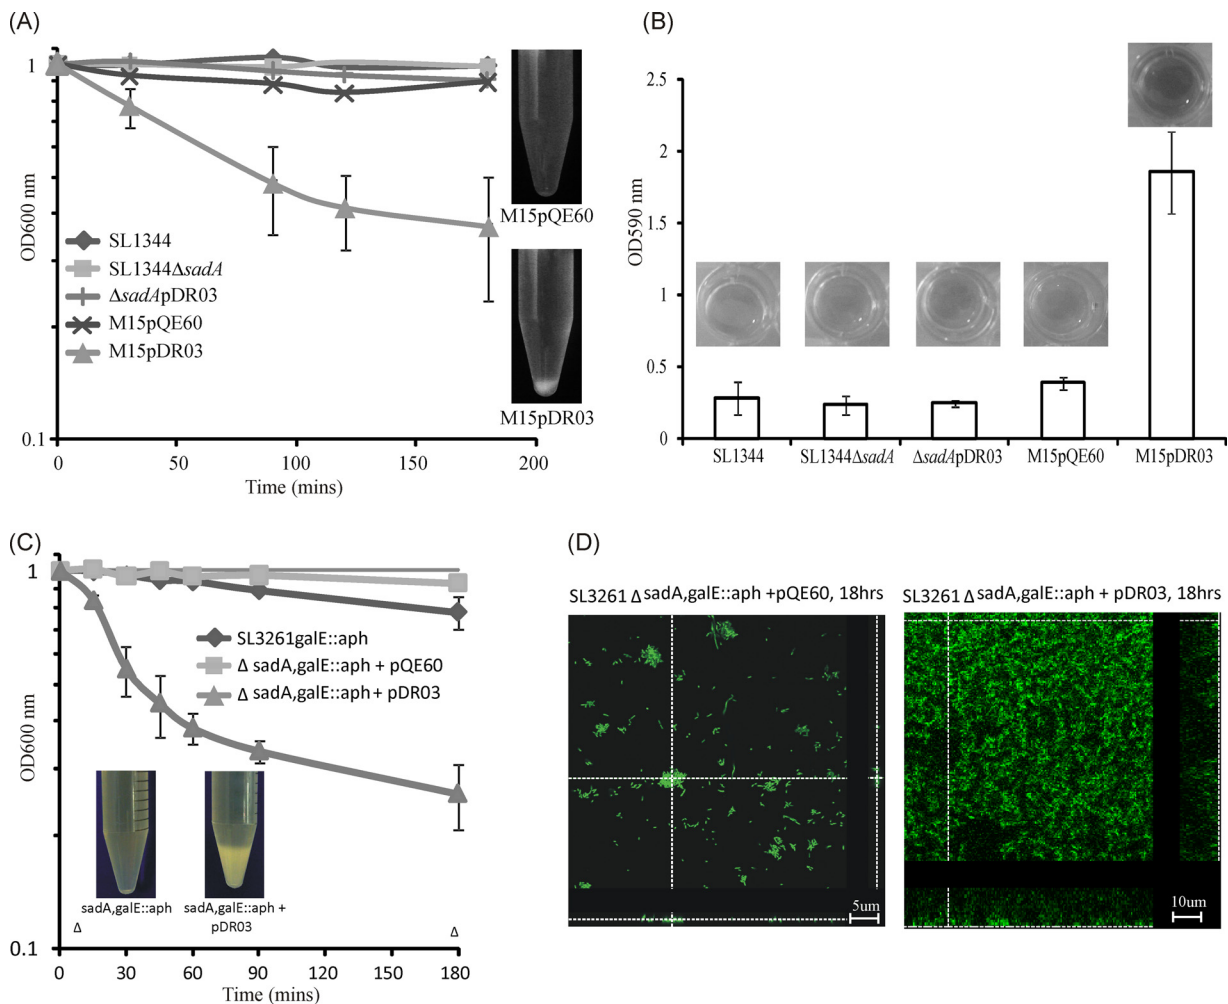 (A)
1
OD600 nm
0.1
SL1344
SL1344ΔsadA
ΔsadApDR03
M15pQE60
M15pDR03
M15pQE60
M15pDR03
0 50 100 150 200
Time (mins)
(B)
2.5
2
1.5
1
0.5
0
OD590 nm
SL1344 SL1344ΔsadA ΔsadApDR03 M15pQE60 M15pDR03
(C)
1
OD600 nm
0.1
SL3261galE::aph
Δ sadA,galE::aph + pQE60
Δ sadA,galE::aph + pDR03
sadA,galE::aph
sadA,galE::aph +
pDR03
Δ Δ
0 30 60 90 120 150 180
Time (mins)
(D)
SL3261 Δ sadA,galE::aph +pQE60, 18hrs
5um
SL3261 Δ sadA,galE::aph + pDR03, 18hrs
10um